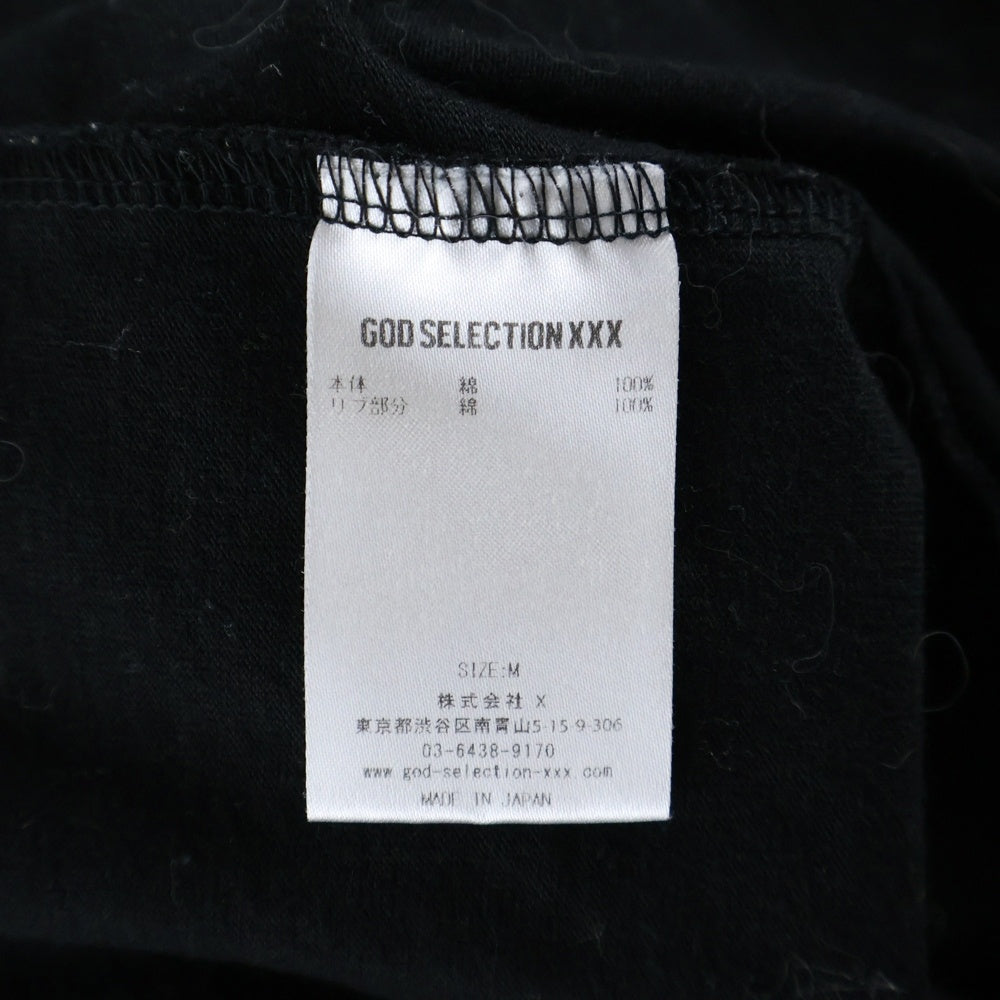 GOD SELECTION XXX
本体 綿 100%
リブ部分 綿 100%
SIZE:M
株式会社 X
東京都渋谷区南青山5-15-9-306
03-6438-9170
www.god-selection-xxx.com
MADE IN JAPAN